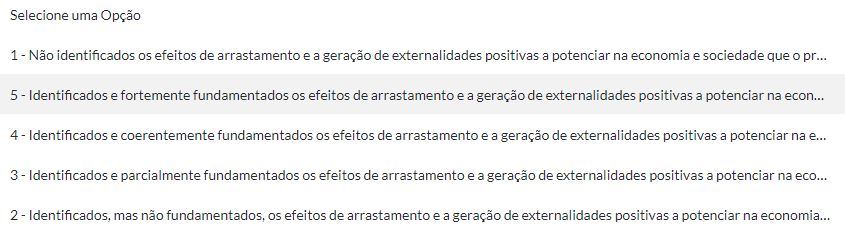 Selecione uma Opção
1 - Não identificados os efeitos de arrastamento e a geração de externalidades positivas a potenciar na economia e sociedade que o pr...
5 - Identificados e fortemente fundamentados os efeitos de arrastamento e a geração de externalidades positivas a potenciar na econ...
4 - Identificados e coerentemente fundamentados os efeitos de arrastamento e a geração de externalidades positivas a potenciar na e...
3 - Identificados e parcialmente fundamentados os efeitos de arrastamento e a geração de externalidades positivas a potenciar na eco...
2 - Identificados, mas não fundamentados, os efeitos de arrastamento e a geração de externalidades positivas a potenciar na economia...